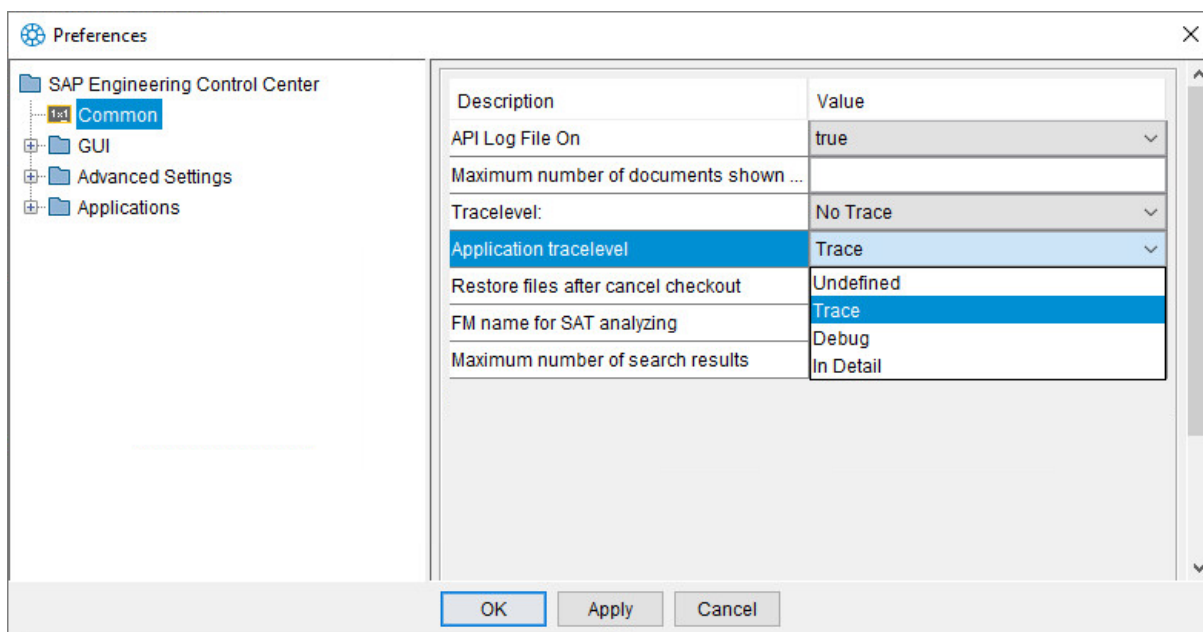 Preferences
SAP Engineering Control Center
Common
GUI
Advanced Settings
Applications
Description Value
API Log File On true
Maximum number of documents shown ...
Tracelevel: No Trace
Application tracelevel Trace
Restore files after cancel checkout Undefined
Trace
FM name for SAT analyzing Debug
Maximum number of search results In Detail
OK Apply Cancel